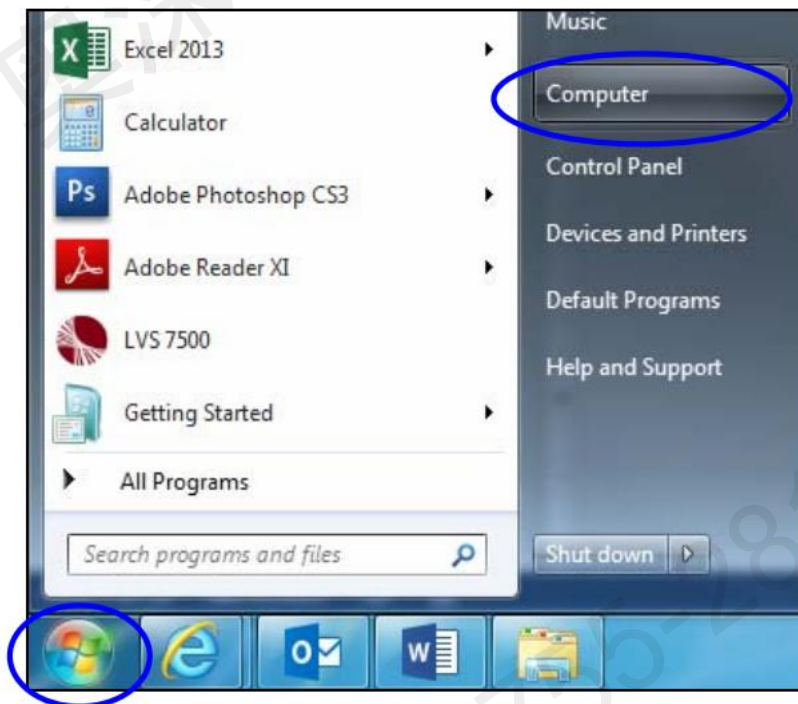 Excel 2013
Calculator
Ps
Adobe Photoshop CS3
Adobe Reader XI
LVS 7500
Getting Started
All Programs
Search programs and files
Music
Computer
Control Panel
Devices and Printers
Default Programs
Help and Support
Shut down